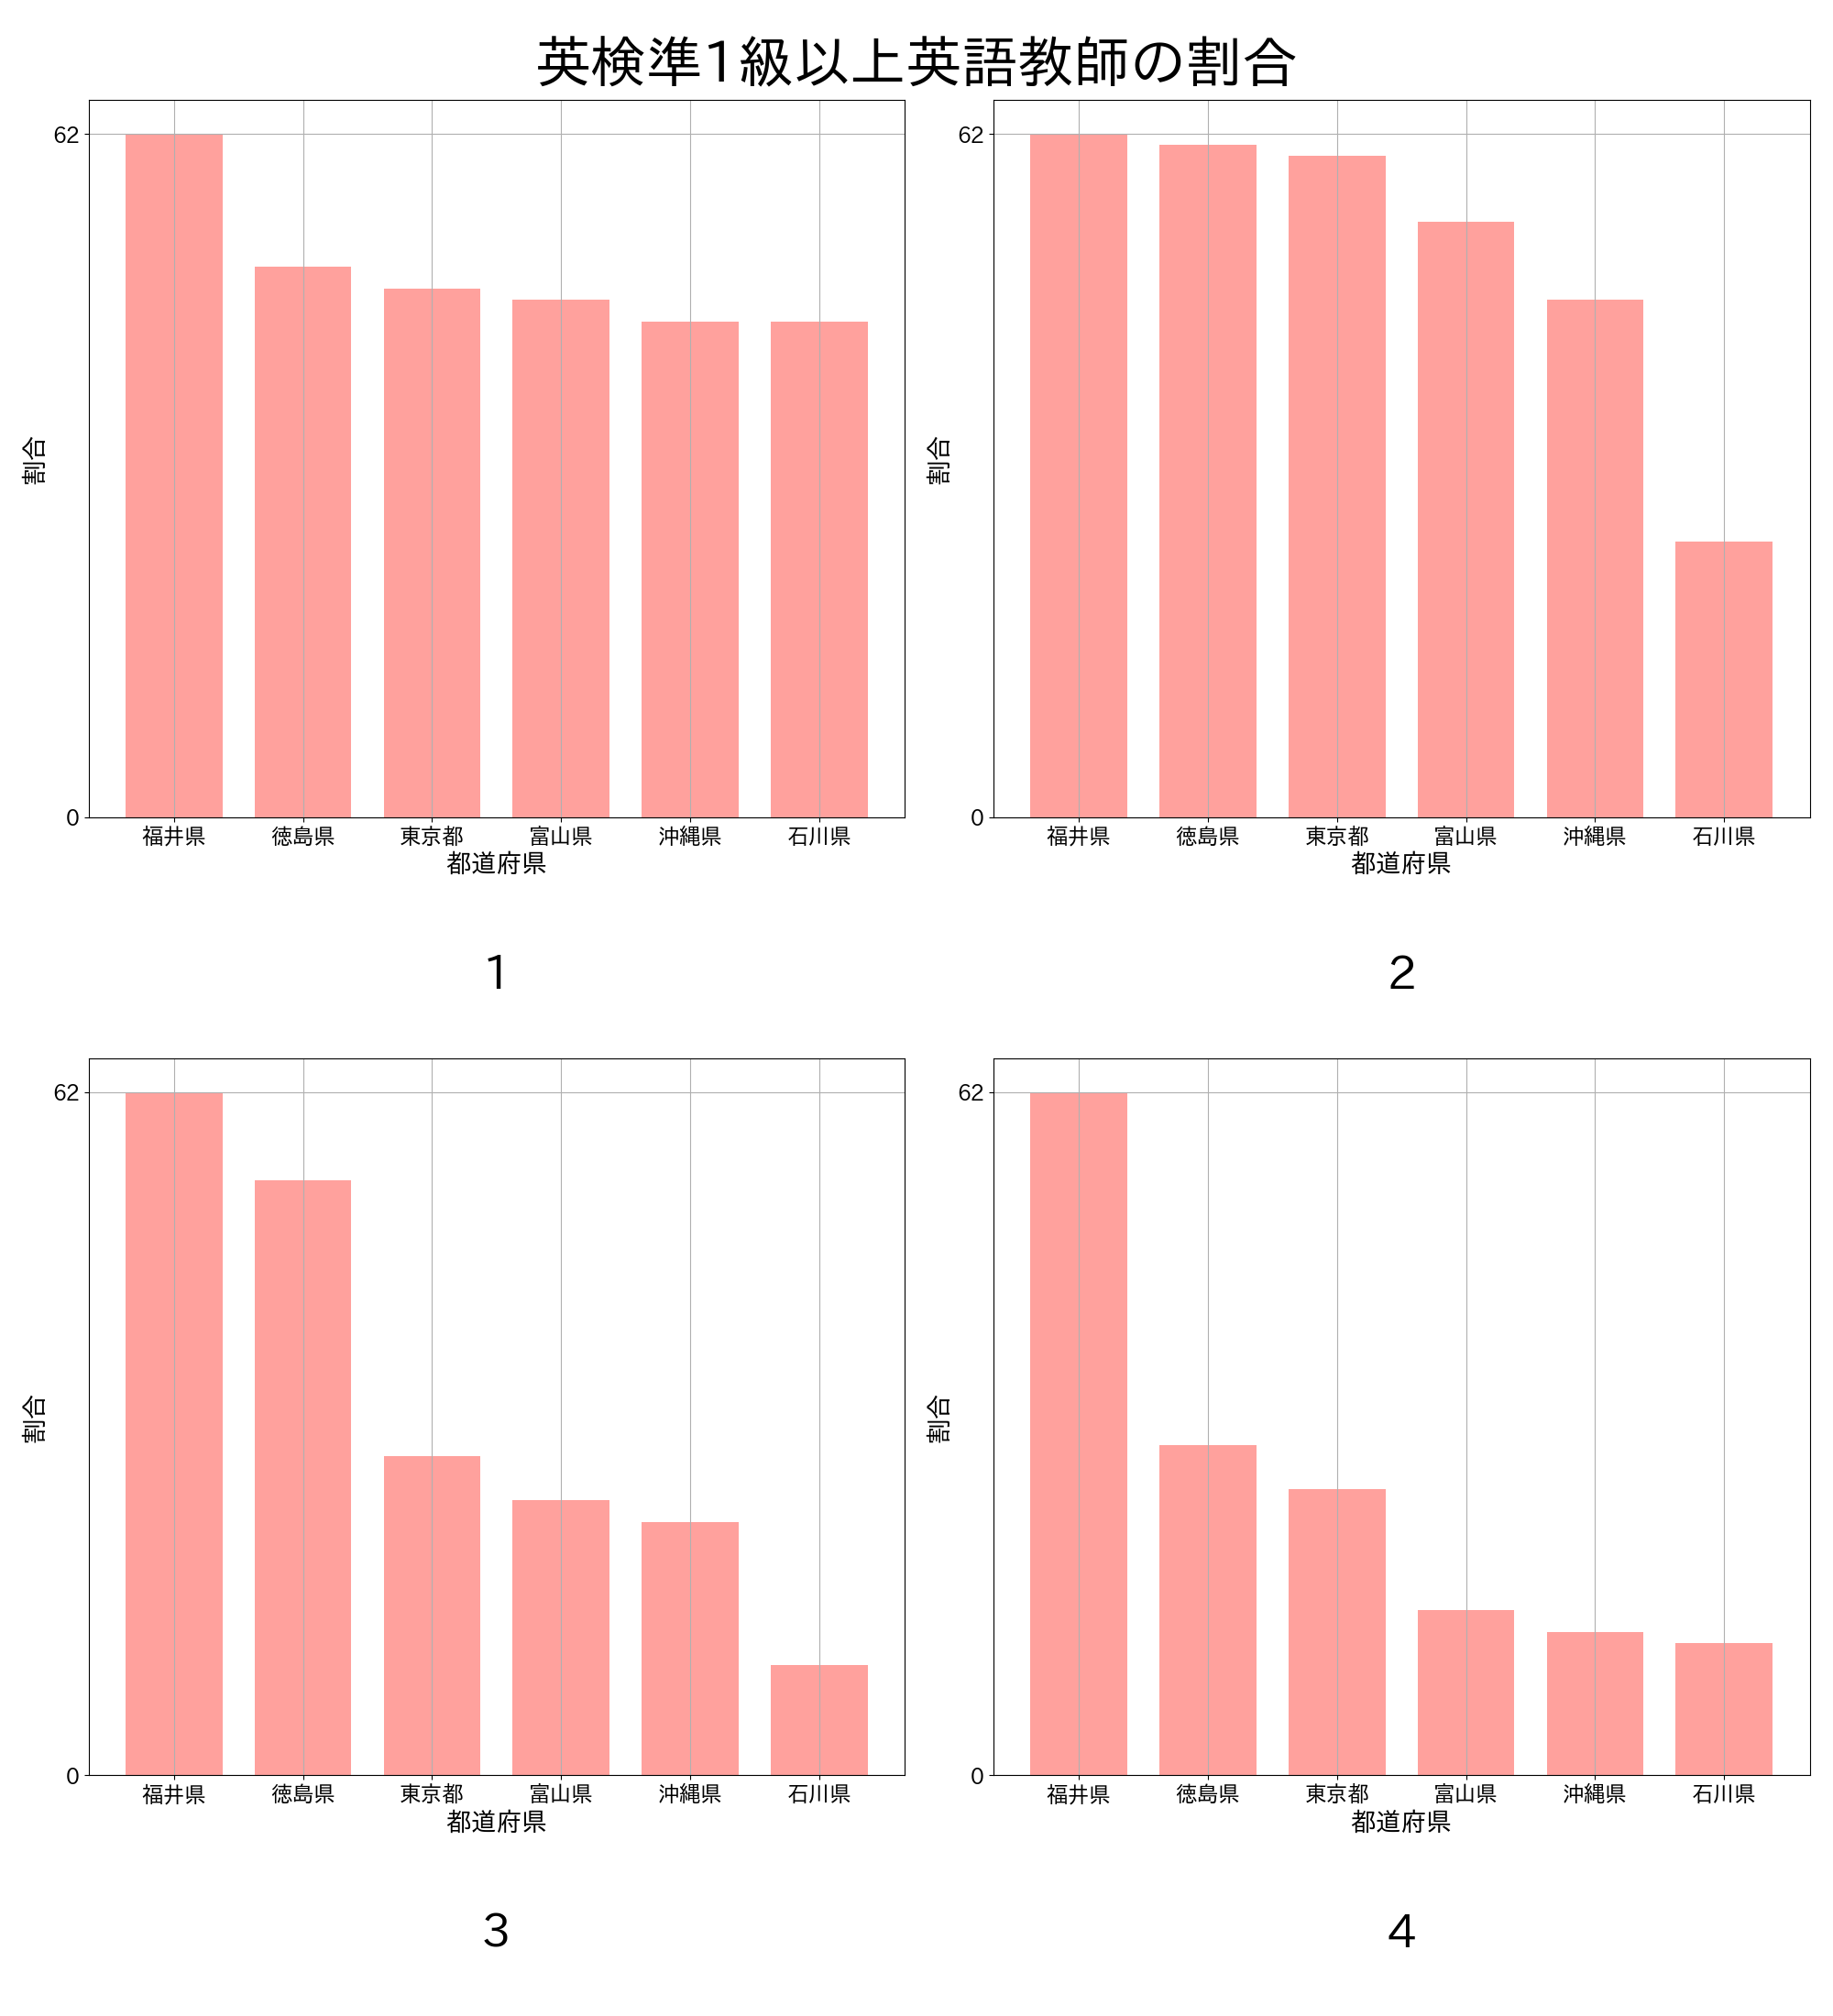 英検準1級以上英語教師の割合
62
0
割合
福井県 徳島県 東京都 富山県 沖縄県 石川県
都道府県
1
62
0
割合
福井県 徳島県 東京都 富山県 沖縄県 石川県
都道府県
2
62
0
割合
福井県 徳島県 東京都 富山県 沖縄県 石川県
都道府県
3
62
0
割合
福井県 徳島県 東京都 富山県 沖縄県 石川県
都道府県
4